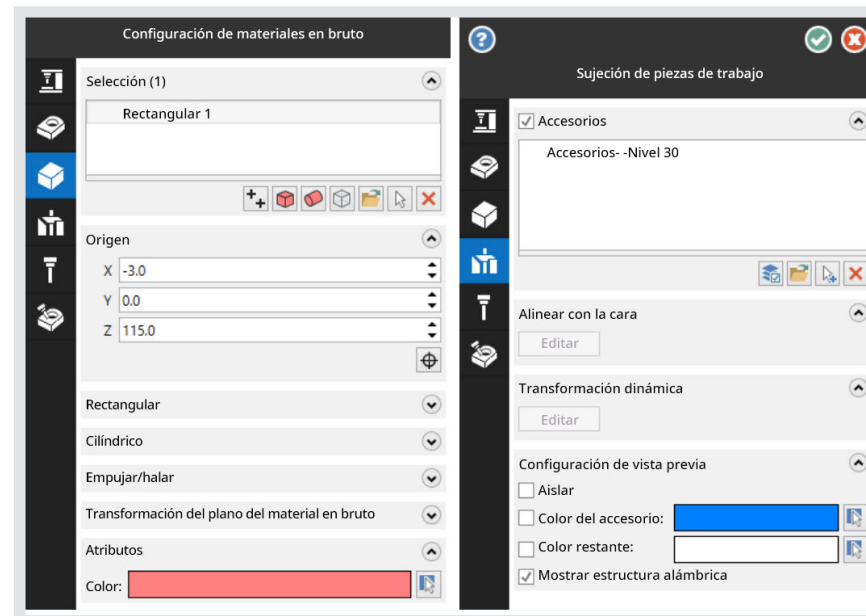 Configuración de materiales en bruto
Selección (1)
Rectangular 1
Origen
X -3.0
Y 0.0
Z 115.0
Rectangular
Cilíndrico
Empujar/halar
Transformación del plano del material en bruto
Atributos
Color:
Sujeción de piezas de trabajo
Accesorios
Accesorios- -Nivel 30
Alinear con la cara
Editar
Transformación dinámica
Editar
Configuración de vista previa
Aislar
Color del accesorio:
Color restante:
Mostrar estructura alámbrica